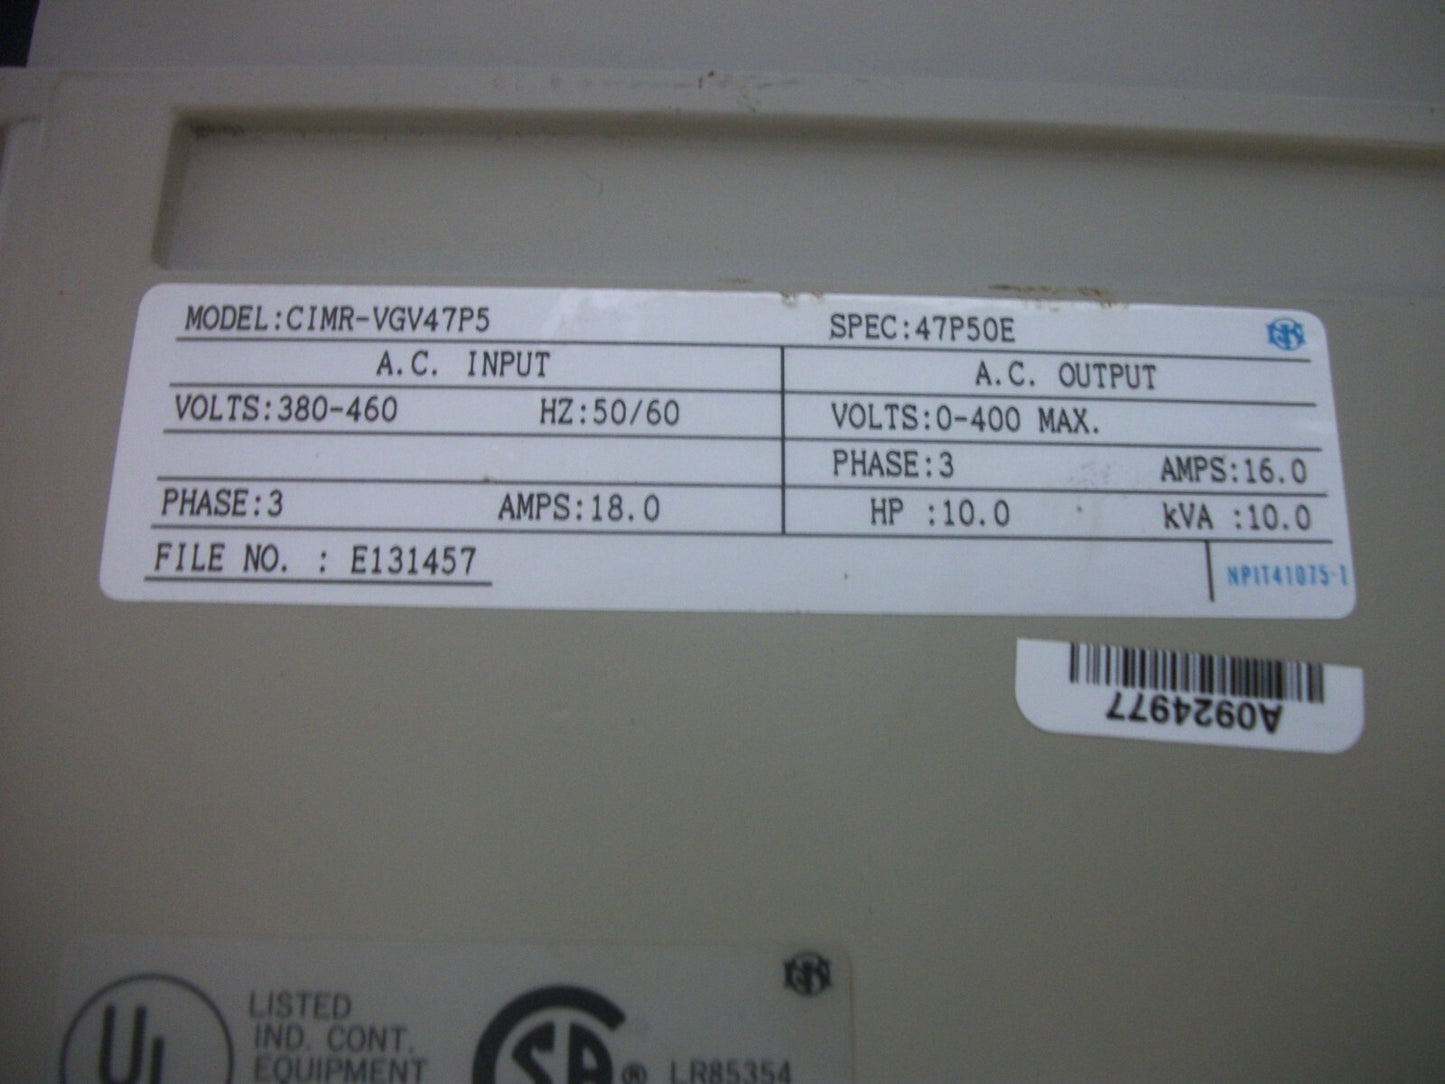 MODEL:CIMR-VGV47P5 SPEC:47P50E
A.C. INPUT A.C. OUTPUT
VOLTS:380-460 HZ:50/60 VOLTS:0-400 MAX.
PHASE:3 AMPS:16.0
PHASE:3 AMPS:18.0 HP :10.0 kVA :10.0
FILE NO. : E131457
NPIT41075-1
A0924977
UL LISTED
IND. CONT.
EQUIPMENT
SA ® LR85354